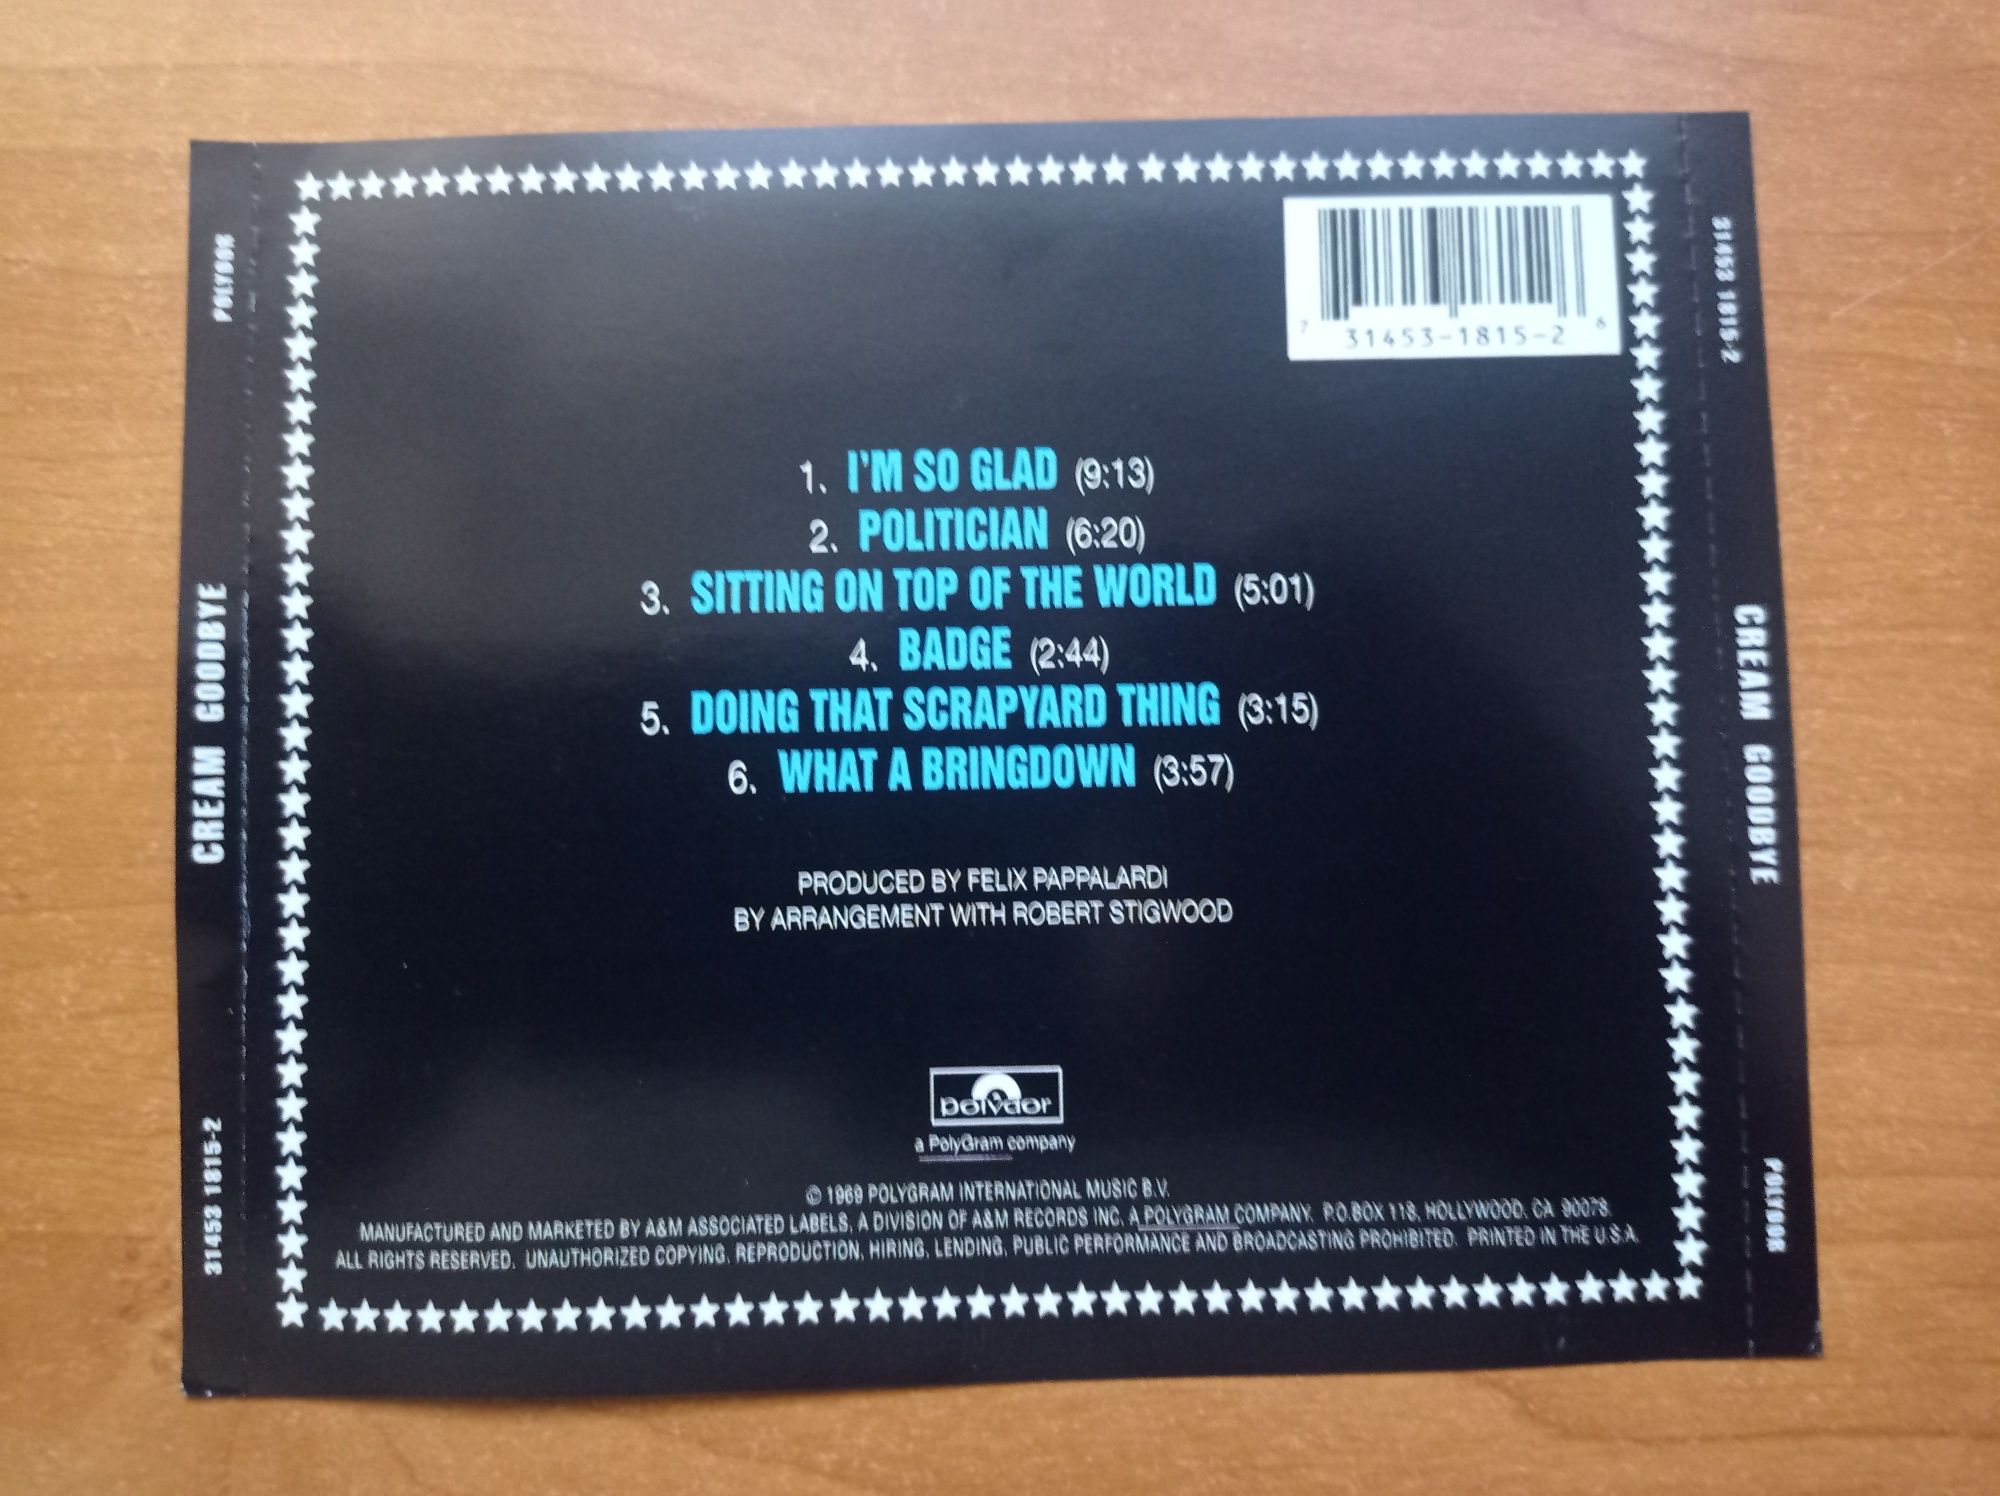 POLYDOR
CREAM GOODBYE
31453 1815-2
7 31453-1815-2 6
1. I'M SO GLAD (9:13)
2. POLITICIAN (6:20)
3. SITTING ON TOP OF THE WORLD (5:01)
4. BADGE (2:44)
5. DOING THAT SCRAPYARD THING (3:15)
6. WHAT A BRINGDOWN (3:57)
PRODUCED BY FELIX PAPPALARDI
BY ARRANGEMENT WITH ROBERT STIGWOOD
polydor
a PolyGram company
© 1969 POLYGRAM INTERNATIONAL MUSIC B.V.
MANUFACTURED AND MARKETED BY A&M ASSOCIATED LABELS, A DIVISION OF A&M RECORDS INC, A POLYGRAM COMPANY. P.O.BOX 118, HOLLYWOOD, CA 90078.
ALL RIGHTS RESERVED. UNAUTHORIZED COPYING, REPRODUCTION, HIRING, LENDING, PUBLIC PERFORMANCE AND BROADCASTING PROHIBITED. PRINTED IN THE U.S.A.
31453 1815-2
CREAM GOODBYE
POLYDOR